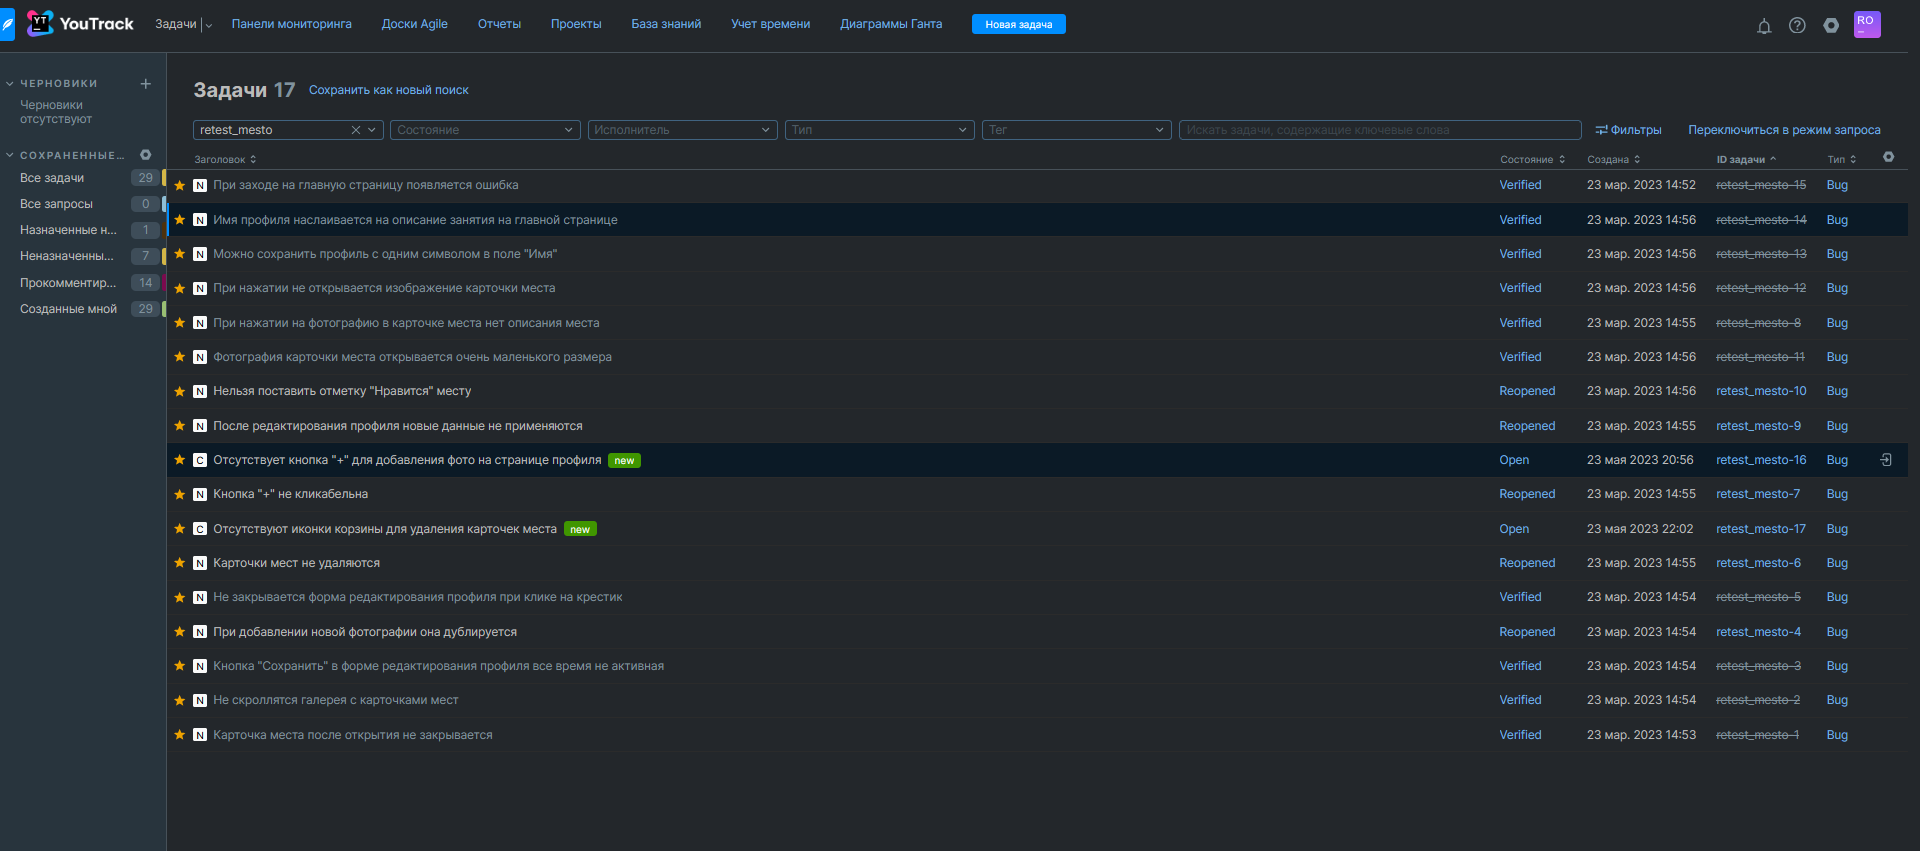 YT YouTrack Задачи Панели мониторинга Доски Agile Отчеты Проекты База знаний Учет времени Диаграммы Ганта Новая задача RO
ЧЕРНОВИКИ
Черновики
отсутствуют
СОХРАНЕННЫЕ...
Все задачи 29
Все запросы 0
Назначенные н... 1
Неназначенны... 7
Прокомментир... 14
Созданные мной 29
Задачи 17 Сохранить как новый поиск
retest_mesto Состояние Исполнитель Тип Тег Искать задачи, содержащие ключевые слова Фильтры Переключиться в режим запроса
Заголовок Состояние Создана ID задачи Тип
N При заходе на главную страницу появляется ошибка Verified 23 мар. 2023 14:52 retest_mesto-15 Bug
N Имя профиля наслаивается на описание занятия на главной странице Verified 23 мар. 2023 14:56 retest_mesto-14 Bug
N Можно сохранить профиль с одним символом в поле "Имя" Verified 23 мар. 2023 14:56 retest_mesto-13 Bug
N При нажатии не открывается изображение карточки места Verified 23 мар. 2023 14:56 retest_mesto-12 Bug
N При нажатии на фотографию в карточке места нет описания места Verified 23 мар. 2023 14:55 retest_mesto-8 Bug
N Фотография карточки места открывается очень маленького размера Verified 23 мар. 2023 14:56 retest_mesto-11 Bug
N Нельзя поставить отметку "Нравится" месту Reopened 23 мар. 2023 14:56 retest_mesto-10 Bug
N После редактирования профиля новые данные не применяются Reopened 23 мар. 2023 14:55 retest_mesto-9 Bug
C Отсутствует кнопка "+" для добавления фото на странице профиля new Open 23 мая 2023 20:56 retest_mesto-16 Bug
N Кнопка "+" не кликабельна Reopened 23 мар. 2023 14:55 retest_mesto-7 Bug
C Отсутствуют иконки корзины для удаления карточек места new Open 23 мая 2023 22:02 retest_mesto-17 Bug
N Карточки мест не удаляются Reopened 23 мар. 2023 14:55 retest_mesto-6 Bug
N Не закрывается форма редактирования профиля при клике на крестик Verified 23 мар. 2023 14:54 retest_mesto-5 Bug
N При добавлении новой фотографии она дублируется Reopened 23 мар. 2023 14:54 retest_mesto-4 Bug
N Кнопка "Сохранить" в форме редактирования профиля все время не активная Verified 23 мар. 2023 14:54 retest_mesto-3 Bug
N Не скроллятся галерея с карточками мест Verified 23 мар. 2023 14:54 retest_mesto-2 Bug
N Карточка места после открытия не закрывается Verified 23 мар. 2023 14:53 retest_mesto-1 Bug